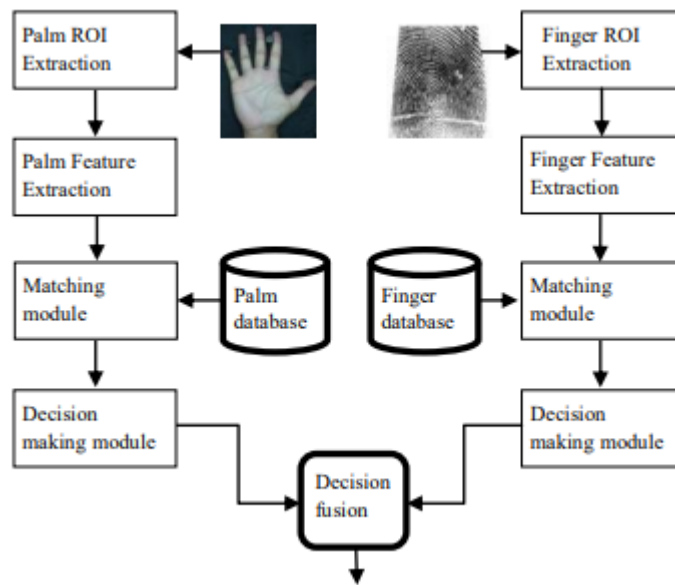 Palm ROI
Extraction
Finger ROI
Extraction
Palm Feature
Extraction
Finger Feature
Extraction
Matching
module
Palm
database
Finger
database
Matching
module
Decision
making module
Decision
making module
Decision
fusion